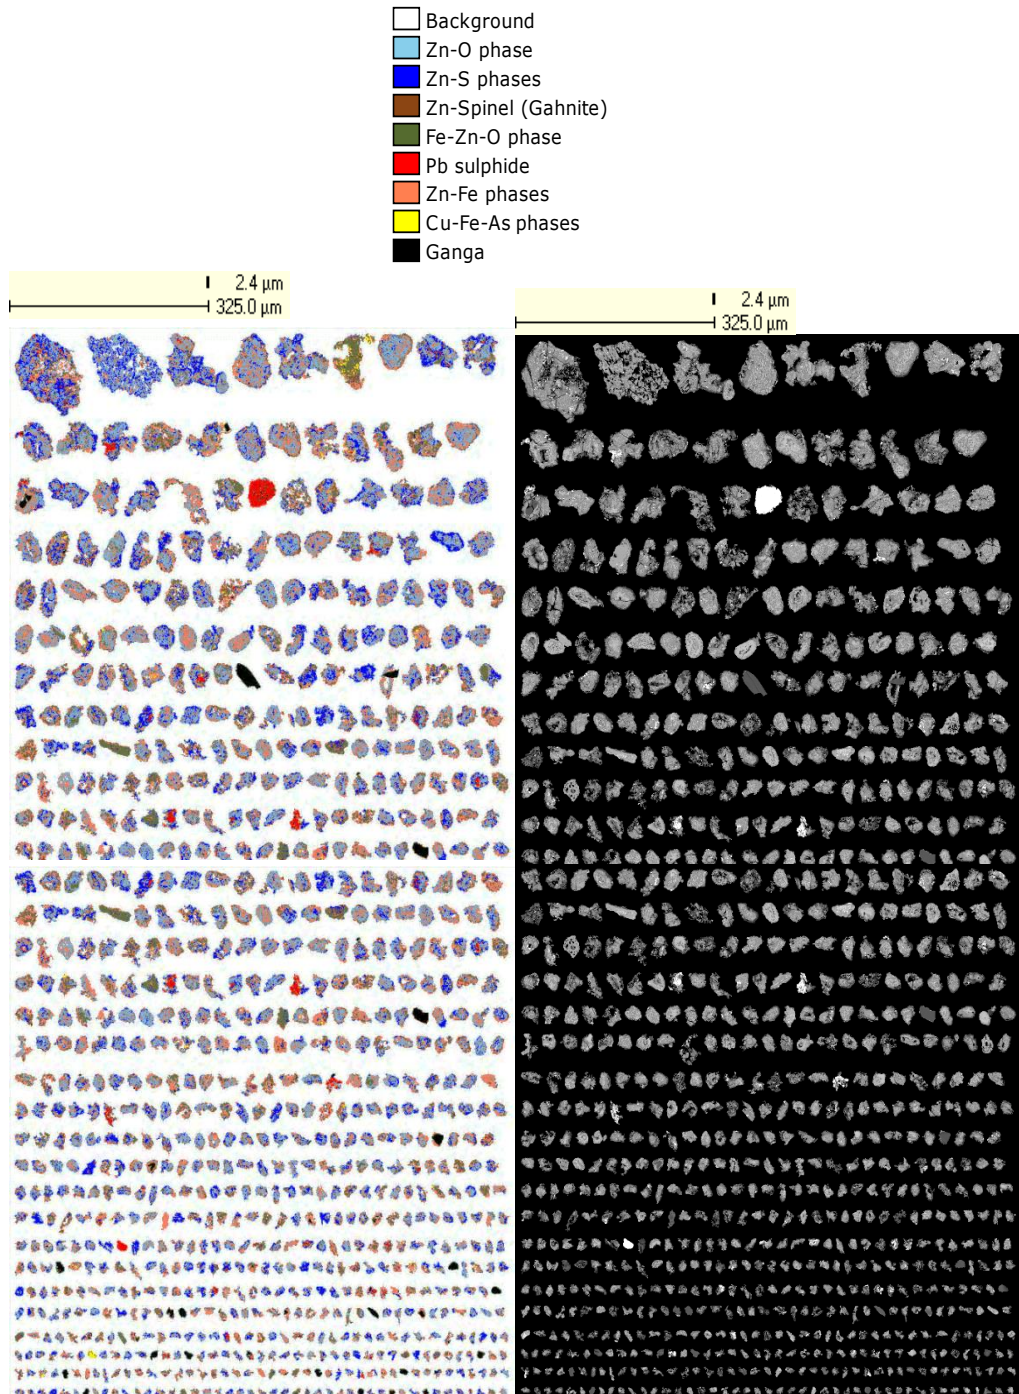 Background
Zn-O phase
Zn-S phases
Zn-Spinel (Gahnite)
Fe-Zn-O phase
Pb sulphide
Zn-Fe phases
Cu-Fe-As phases
Ganga
2.4 µm
325.0 µm
2.4 µm
325.0 µm